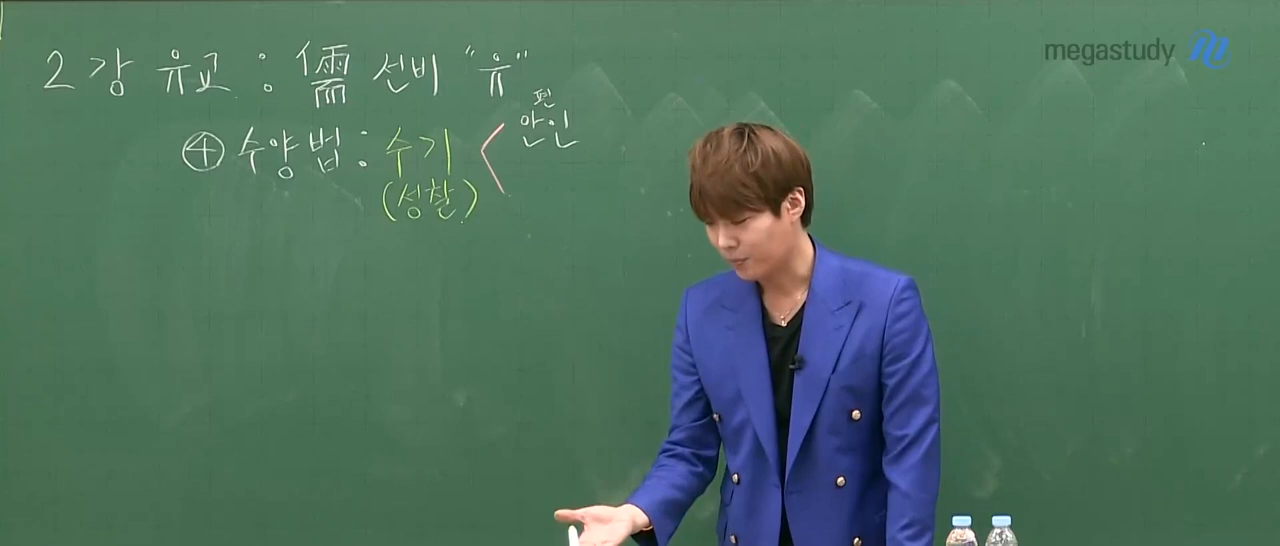 2강 유교 : 儒 선비 "유"
④ 수양법 : 수기 < 안인
편
(성찰)
megastudy